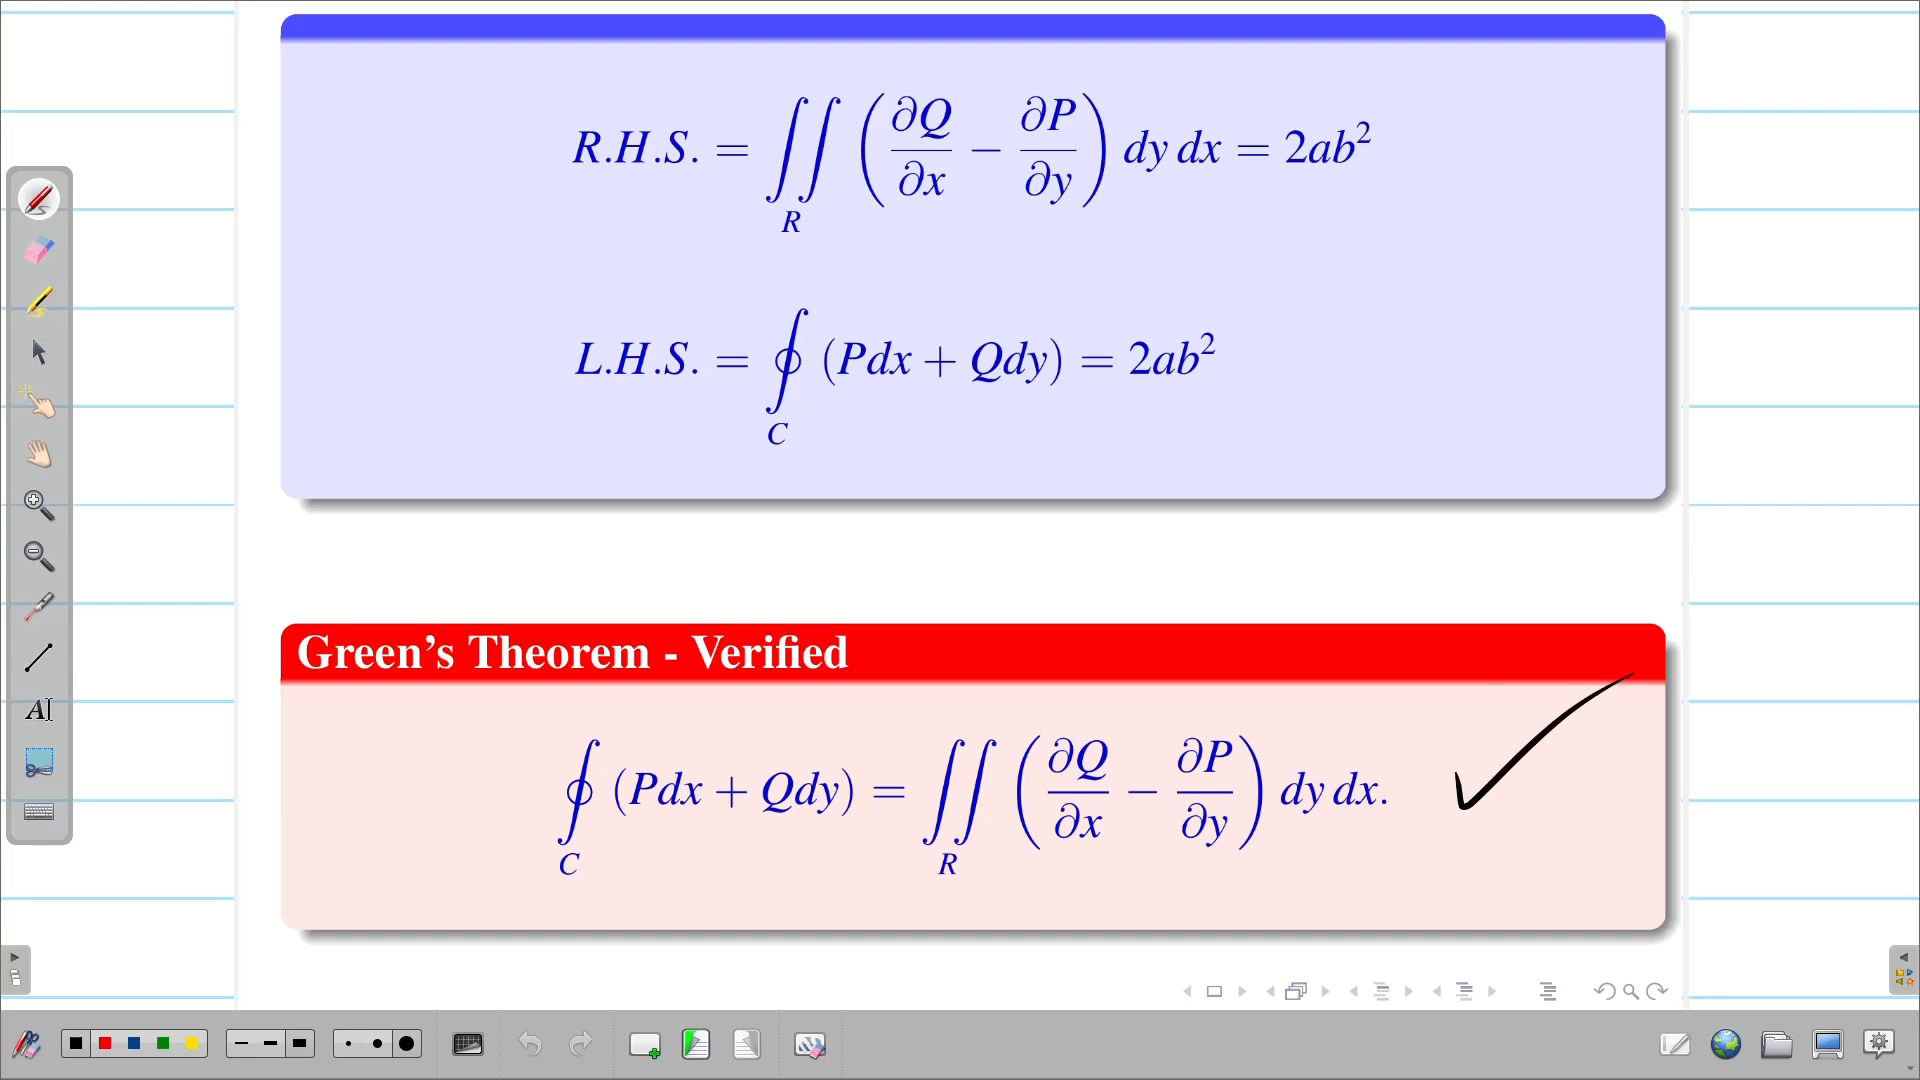 R.H.S. = ∬_R (∂Q/∂x − ∂P/∂y) dy dx = 2ab²
L.H.S. = ∮_C (Pdx + Qdy) = 2ab²
Green's Theorem - Verified
∮_C (Pdx + Qdy) = ∬_R (∂Q/∂x − ∂P/∂y) dy dx.